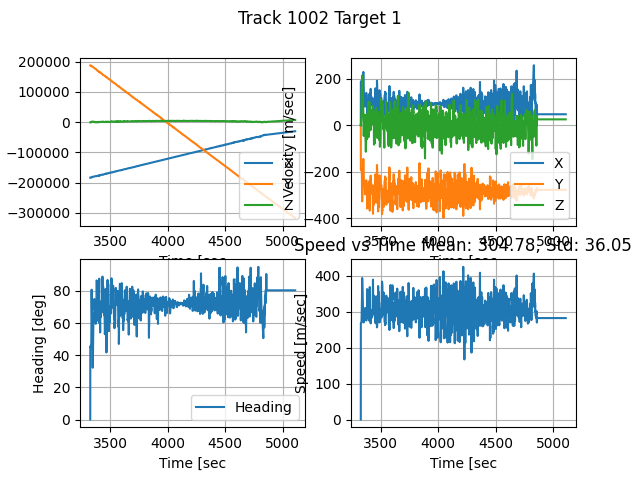 Track 1002 Target 1
200000
100000
0
−100000
−200000
−300000
3500
4000
4500
5000
X
Y
Z
Time [sec
Velocity [m/sec]
200
0
−200
−400
3500
4000
4500
5000
X
Y
Z
Time [sec
Speed vs Time Mean: 304.78, Std: 36.05
Heading [deg]
80
60
40
20
0
3500
4000
4500
5000
Heading
Time [sec
Speed [m/sec]
400
300
200
100
0
3500
4000
4500
5000
Time [sec